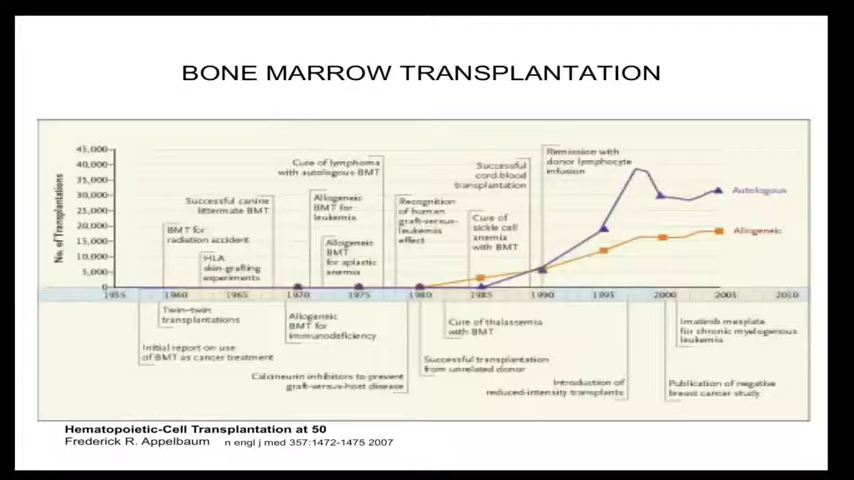 BONE MARROW TRANSPLANTATION
45,000
40,000
35,000
30,000
25,000
20,000
15,000
10,000
5,000
0
No. of Transplantations
Cure of lymphoma
with autologous BMT
Successful canine
littermate BMT
BMT for
radiation accident
HLA
skin-grafting
experiments
Allogeneic
BMT for
leukemia
Allogeneic
BMT
for aplastic
anemia
Recognition
of human
graft-versus-
leukemia
effect
Successful
cord-blood
transplantation
Cure of
sickle cell
anemia
with BMT
Remission with
donor lymphocyte
infusion
Autologous
Allogeneic
1955 1960 1965 1970 1975 1980 1985 1990 1995 2000 2005 2010
Twin–twin
transplantations
Initial report on use
of BMT as cancer treatment
Allogeneic
BMT for
immunodeficiency
Calcineurin inhibitors to prevent
graft-versus-host disease
Cure of thalassemia
with BMT
Successful transplantation
from unrelated donor
Introduction of
reduced-intensity transplants
Imatinib mesylate
for chronic myelogenous
leukemia
Publication of negative
breast cancer study
Hematopoietic-Cell Transplantation at 50
Frederick R. Appelbaum n engl j med 357:1472-1475 2007